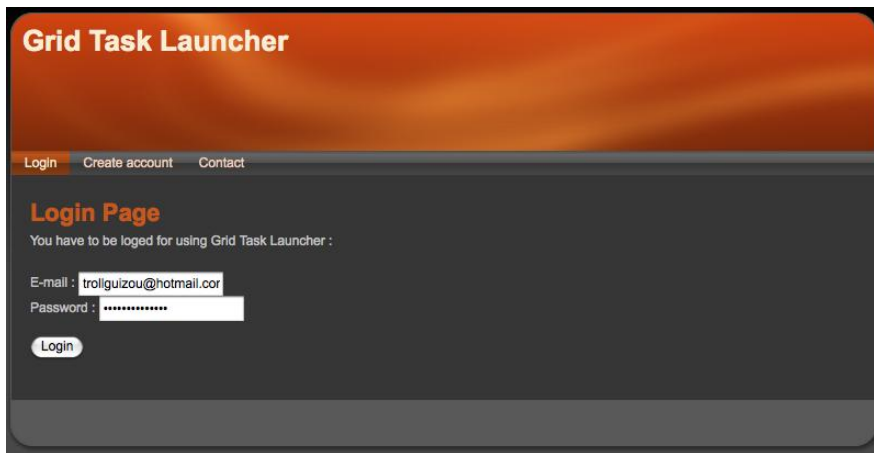 Grid Task Launcher
Login Create account Contact
Login Page
You have to be loged for using Grid Task Launcher :
E-mail : trollguizou@hotmail.cor
Password : ••••••••••••••
Login